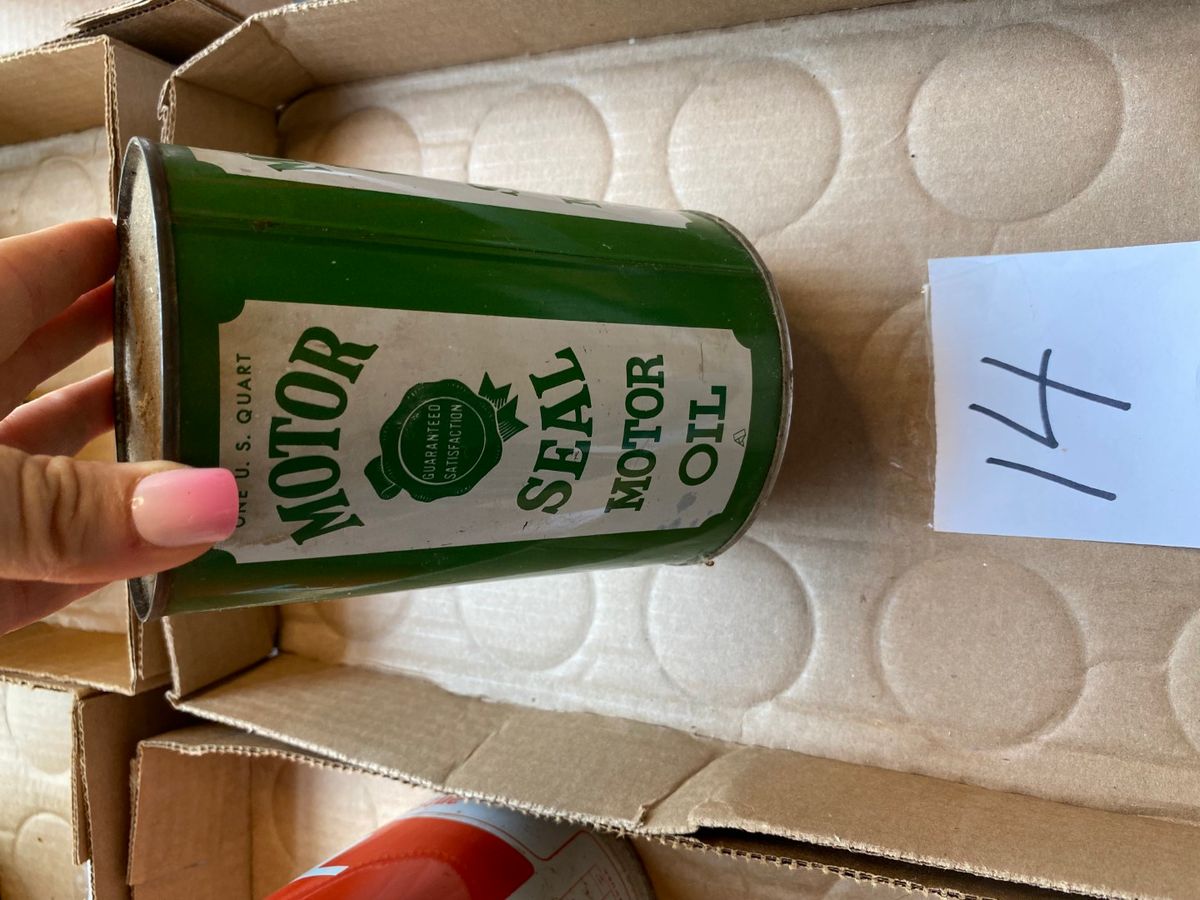 ONE U. S. QUART
MOTOR
GUARANTEED
SATISFACTION
SEAL
MOTOR
OIL
14